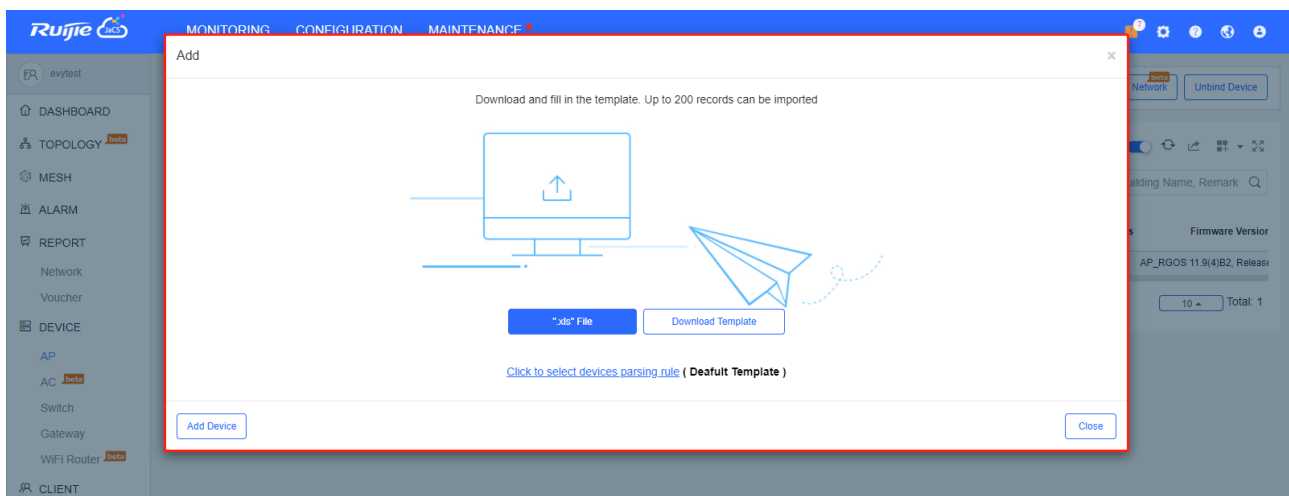 Ruijie JaCS MONITORING CONFIGURATION MAINTENANCE 7
evytest
DASHBOARD
TOPOLOGY beta
MESH
ALARM
REPORT
Network
Voucher
DEVICE
AP
AC beta
Switch
Gateway
WiFi Router beta
CLIENT
Add ×
Download and fill in the template. Up to 200 records can be imported
".xls" File Download Template
Click to select devices parsing rule ( Deafult Template )
Add Device Close
beta
Network Unbind Device
Name, Remark
Firmware Version
AP_RGOS 11.9(4)B2,
10 Total: 1